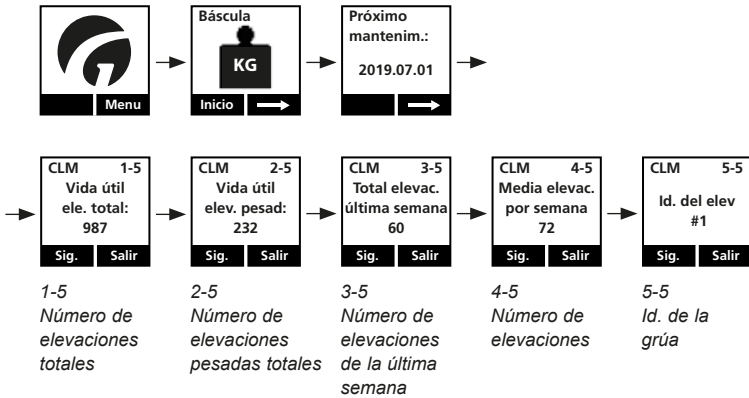 Menu
Báscula
KG
Inicio
Próximo
mantenim.:
2019.07.01
CLM 1-5
Vida útil
ele. total:
987
Sig. Salir
CLM 2-5
Vida útil
elev. pesad:
232
Sig. Salir
CLM 3-5
Total elevac.
última semana
60
Sig. Salir
CLM 4-5
Media elevac.
por semana
72
Sig. Salir
CLM 5-5
Id. del elev
#1
Sig. Salir
1-5
Número de
elevaciones
totales
2-5
Número de
elevaciones
pesadas totales
3-5
Número de
elevaciones
de la última
semana
4-5
Número de
elevaciones
5-5
Id. de la
grúa